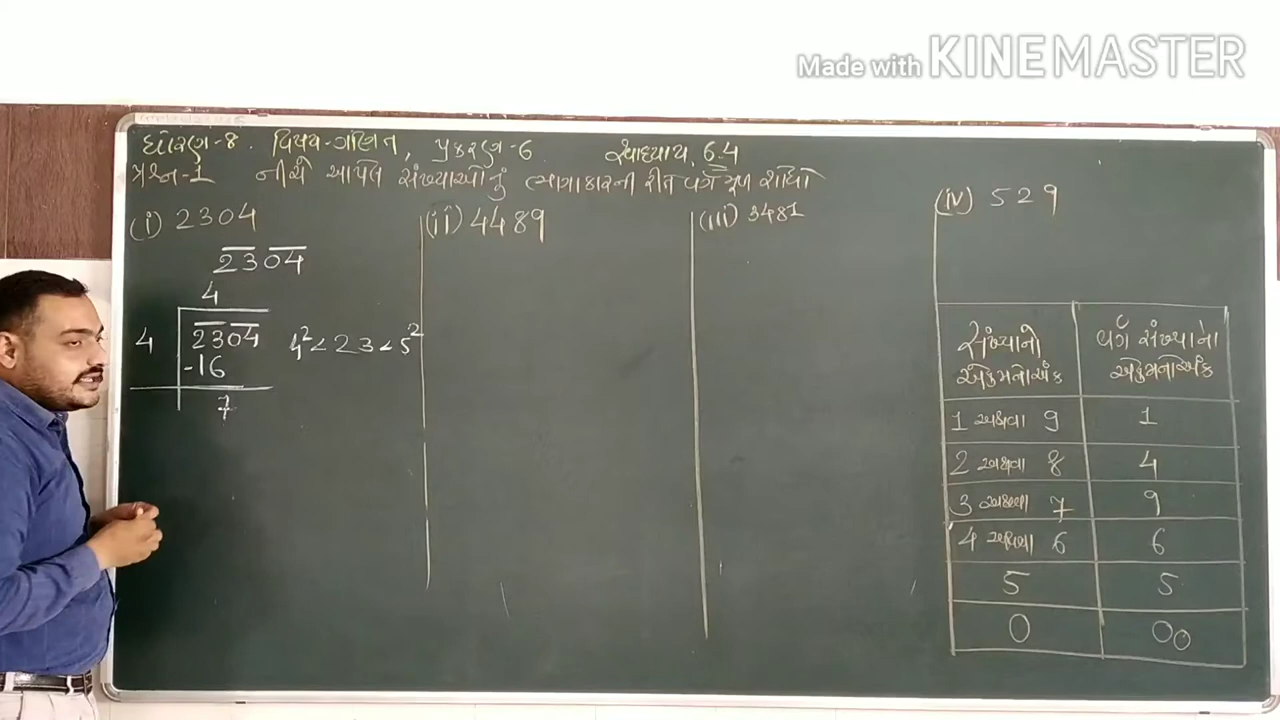 Made with KINEMASTER
ધોરણ-8. વિષય-ગણિત, પ્રકરણ-6 સ્વાધ્યાય. 6.4
પ્રશ્ન-1 નીચે આપેલ સંખ્યાઓનું ભાગાકારની રીતે વર્ગમૂળ શોધો
(i) 2304
2304
4
4 2304 4² < 23 < 5²
-16
7
(ii) 4489
(iii) 3481
(iv) 529
સંખ્યાનો એકમનો અંક વર્ગ સંખ્યાનો એકમનો અંક
1 અથવા 9 1
2 અથવા 8 4
3 અથવા 7 9
4 અથવા 6 6
5 5
0 00